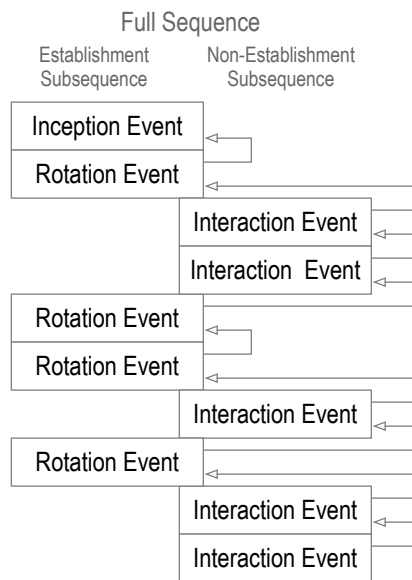 Full Sequence
Establishment Subsequence
Non-Establishment Subsequence
Inception Event
Rotation Event
Interaction Event
Interaction Event
Rotation Event
Rotation Event
Interaction Event
Rotation Event
Interaction Event
Interaction Event